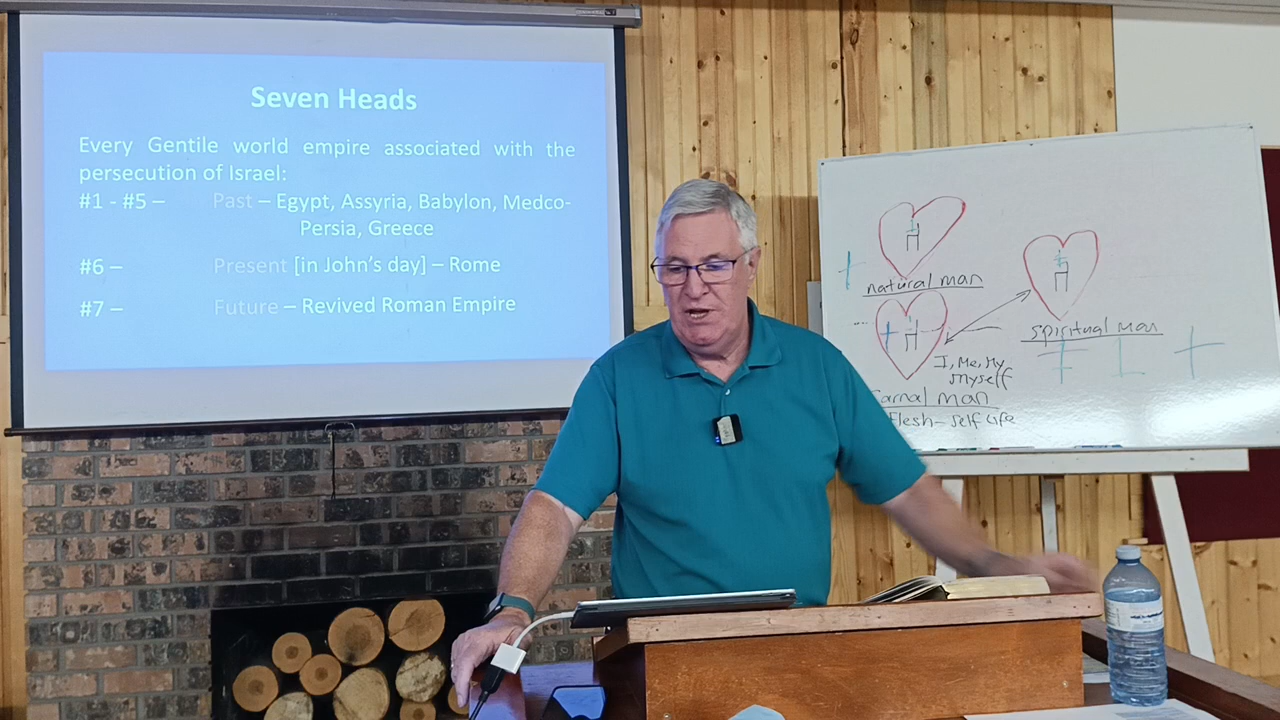 Seven Heads
Every Gentile world empire associated with the
persecution of Israel:
#1 - #5 – Past – Egypt, Assyria, Babylon, Medco-
Persia, Greece
#6 – Present [in John's day] – Rome
#7 – Future – Revived Roman Empire
natural man
spiritual man
I, Me, My
Myself
arnal man
flesh – self life